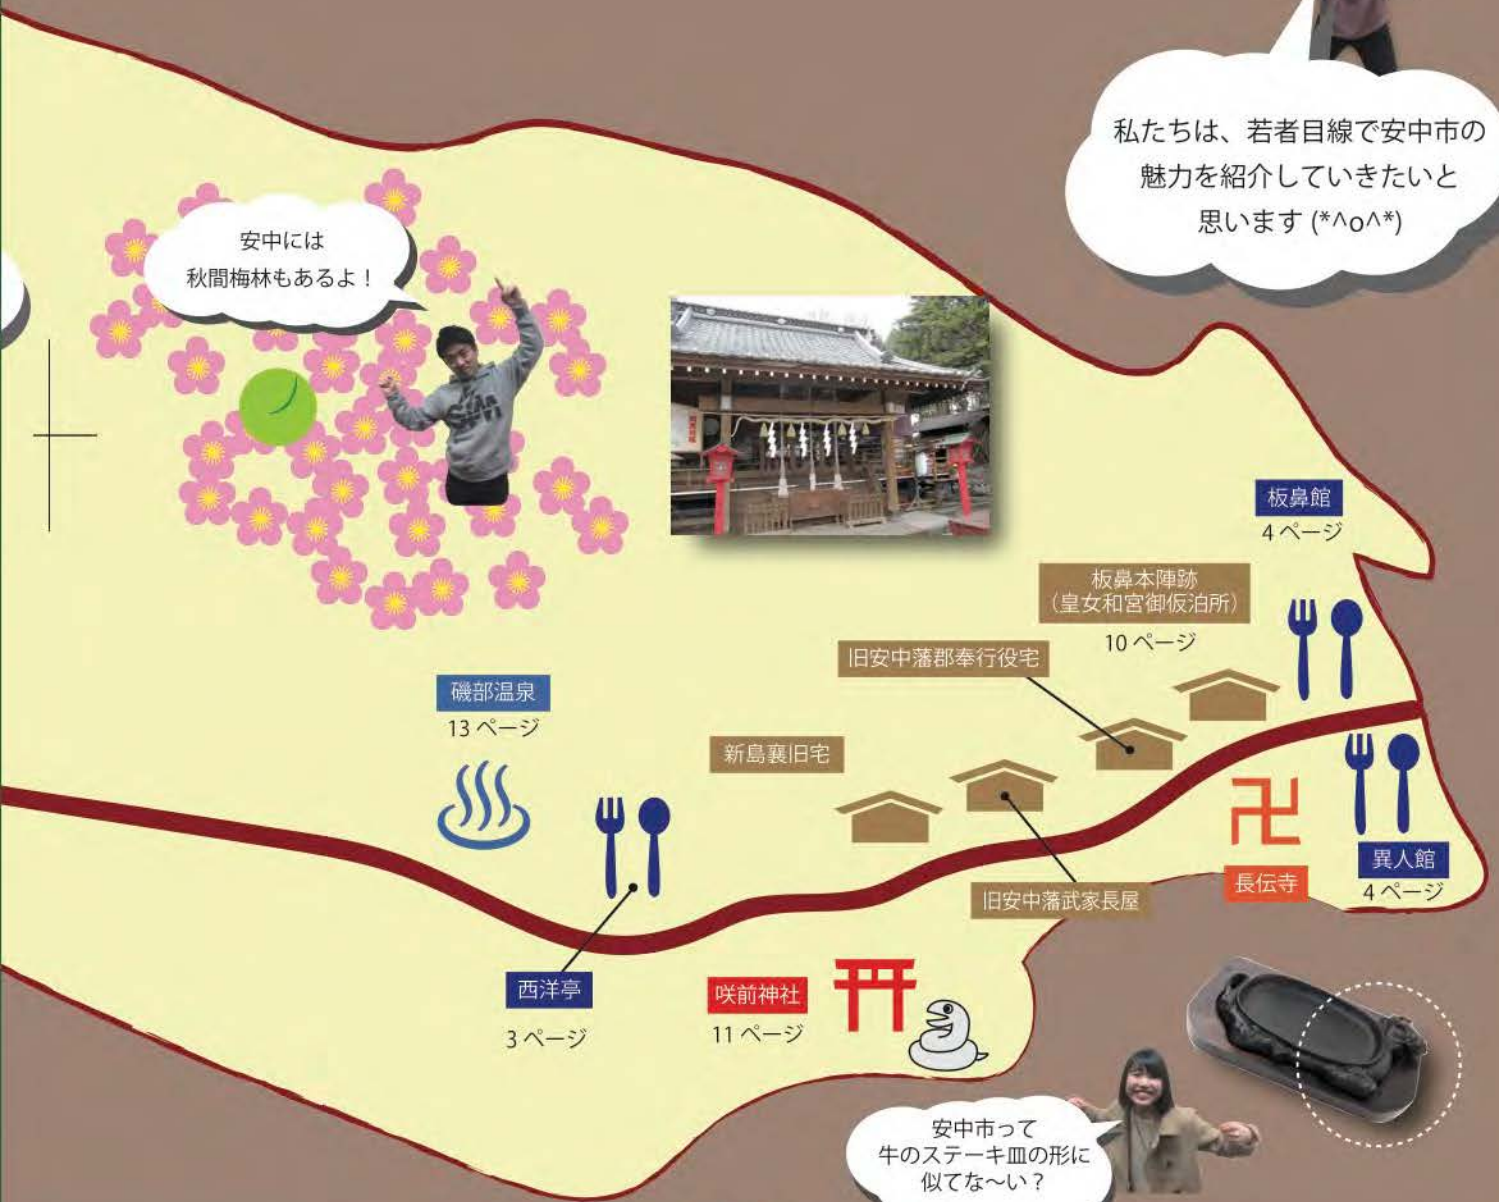 私たちは、若者目線で安中市の
魅力を紹介していきたいと
思います (*^o^*)
安中には
秋間梅林もあるよ！
板鼻館
4 ページ
板鼻本陣跡
（皇女和宮御仮泊所）
10 ページ
旧安中藩郡奉行役宅
磯部温泉
13 ページ
新島襄旧宅
異人館
4 ページ
長伝寺
旧安中藩武家長屋
西洋亭
3 ページ
咲前神社
11 ページ
安中市って
牛のステーキ皿の形に
似てな〜い？